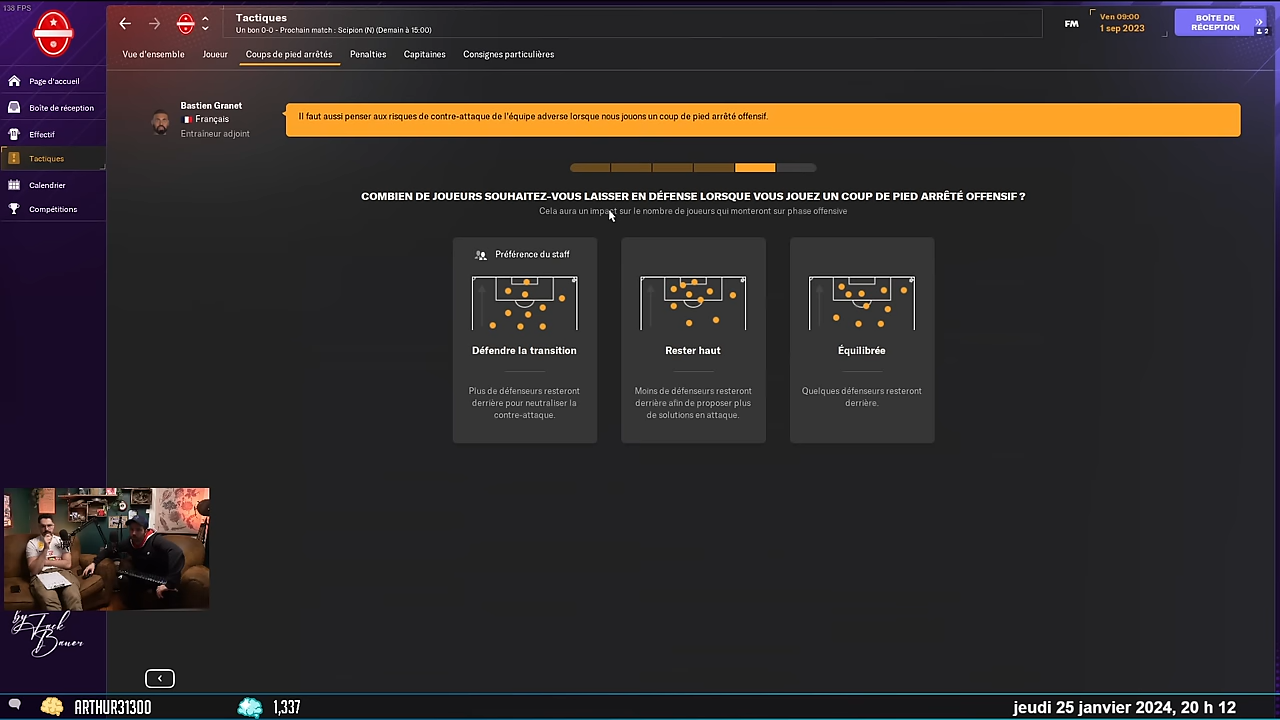 138 FPS
Tactiques
Un bon 0-0 - Prochain match : Scipion (N) (Demain à 15:00)
FM
Ven 09:00
1 sep 2023
BOÎTE DE
RÉCEPTION
2
Vue d'ensemble
Joueur
Coups de pied arrêtés
Penalties
Capitaines
Consignes particulières
Page d'accueil
Boîte de réception
Effectif
Tactiques
Calendrier
Compétitions
Bastien Granet
Français
Entraîneur adjoint
Il faut aussi penser aux risques de contre-attaque de l'équipe adverse lorsque nous jouons un coup de pied arrêté offensif.
COMBIEN DE JOUEURS SOUHAITEZ-VOUS LAISSER EN DÉFENSE LORSQUE VOUS JOUEZ UN COUP DE PIED ARRÊTÉ OFFENSIF ?
Cela aura un impact sur le nombre de joueurs qui monteront sur phase offensive
Préférence du staff
Défendre la transition
Plus de défenseurs resteront
derrière pour neutraliser la
contre-attaque.
Rester haut
Moins de défenseurs resteront
derrière afin de proposer plus
de solutions en attaque.
Équilibrée
Quelques défenseurs resteront
derrière.
by Jack
Bauer
ARTHUR31300
1,337
jeudi 25 janvier 2024, 20 h 12